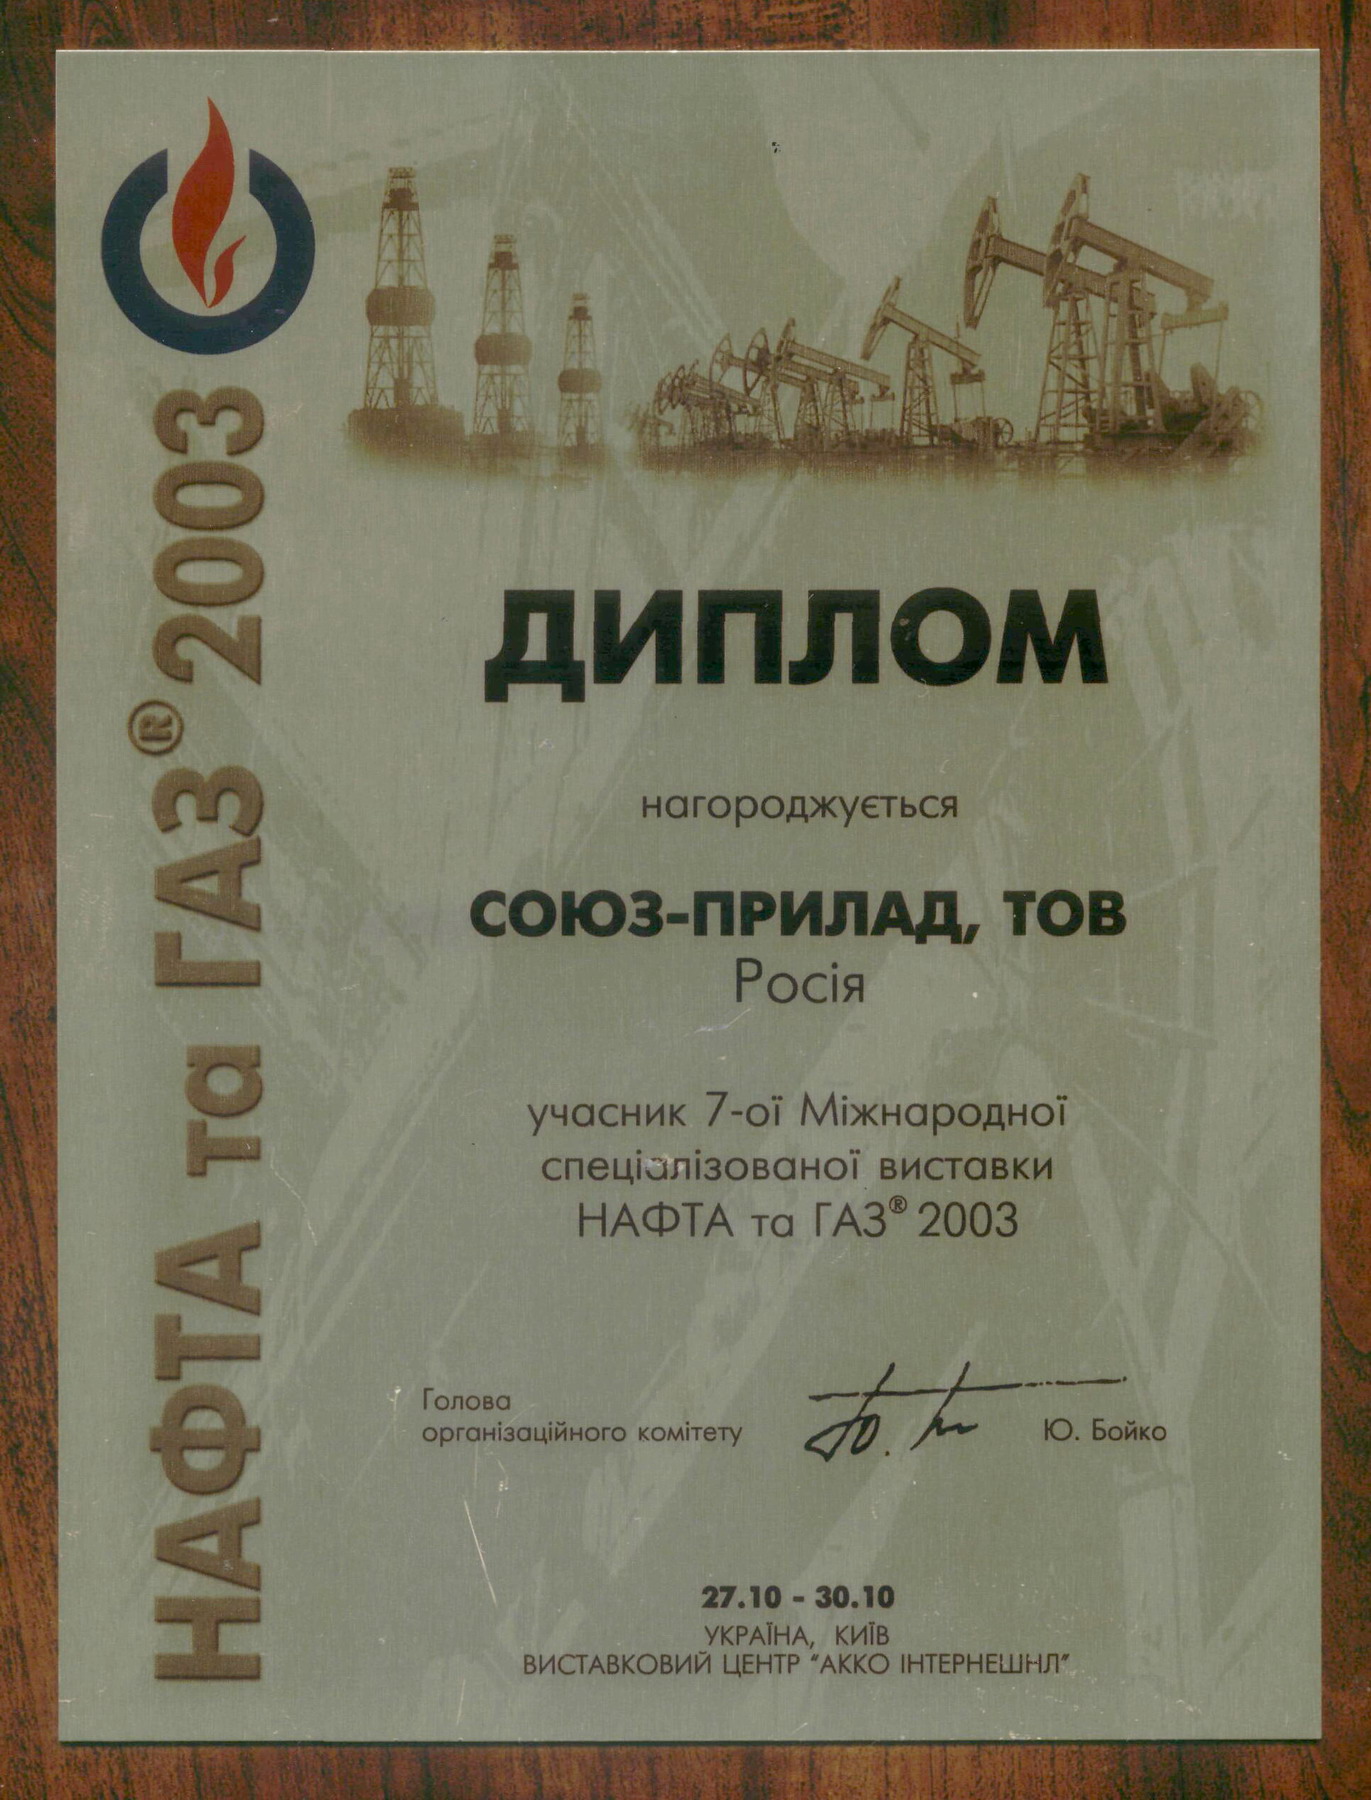 НАФТА та ГАЗ® 2003
ДИПЛОМ
нагороджується
СОЮЗ-ПРИЛАД, ТОВ
Росія
учасник 7-ої Міжнародної
спеціалізованої виставки
НАФТА та ГАЗ® 2003
Голова
організаційного комітету
Ю. Бойко
27.10 - 30.10
УКРАЇНА, КИЇВ
ВИСТАВКОВИЙ ЦЕНТР "АККО ІНТЕРНЕШНЛ"